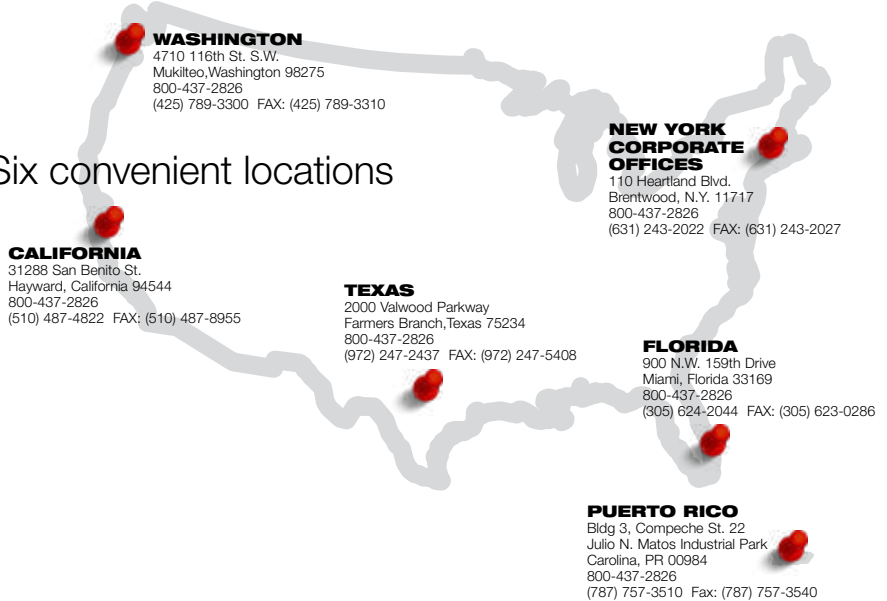 WASHINGTON
4710 116th St. S.W.
Mukilteo,Washington 98275
800-437-2826
(425) 789-3300 FAX: (425) 789-3310
Six convenient locations
NEW YORK
CORPORATE
OFFICES
110 Heartland Blvd.
Brentwood, N.Y. 11717
800-437-2826
(631) 243-2022 FAX: (631) 243-2027
CALIFORNIA
31288 San Benito St.
Hayward, California 94544
800-437-2826
(510) 487-4822 FAX: (510) 487-8955
TEXAS
2000 Valwood Parkway
Farmers Branch,Texas 75234
800-437-2826
(972) 247-2437 FAX: (972) 247-5408
FLORIDA
900 N.W. 159th Drive
Miami, Florida 33169
800-437-2826
(305) 624-2044 FAX: (305) 623-0286
PUERTO RICO
Bldg 3, Compeche St. 22
Julio N. Matos Industrial Park
Carolina, PR 00984
800-437-2826
(787) 757-3510 Fax: (787) 757-3540